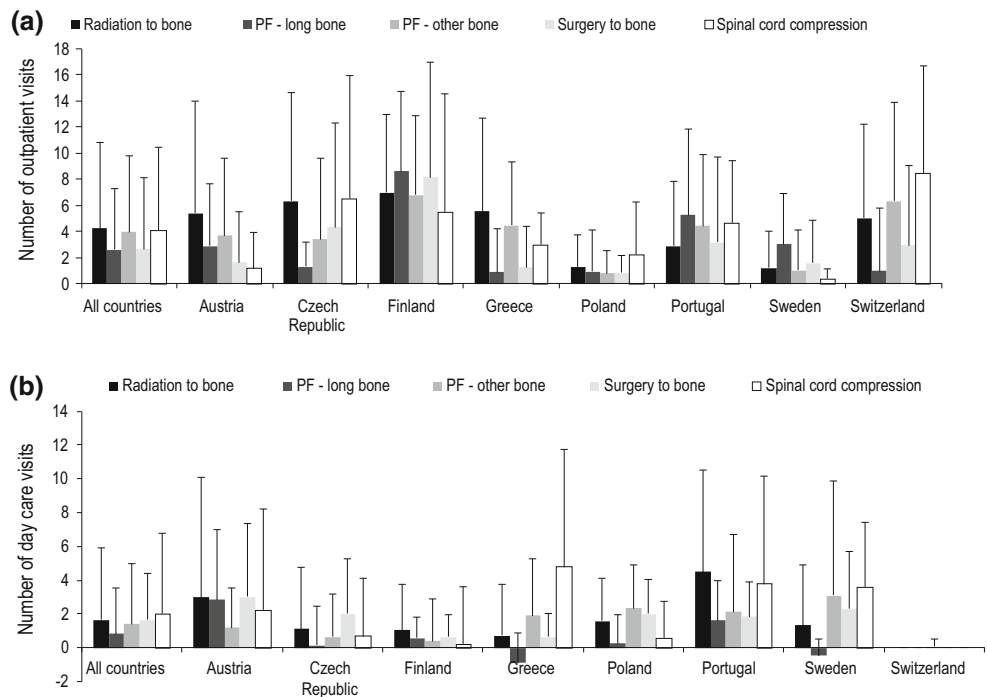 (a)
Radiation to bone PF - long bone PF - other bone Surgery to bone Spinal cord compression
Number of outpatient visits
18
16
14
12
10
8
6
4
2
0
All countries Austria Czech Republic Finland Greece Poland Portugal Sweden Switzerland
(b)
Radiation to bone PF - long bone PF - other bone Surgery to bone Spinal cord compression
Number of day care visits
14
12
10
8
6
4
2
0
-2
All countries Austria Czech Republic Finland Greece Poland Portugal Sweden Switzerland